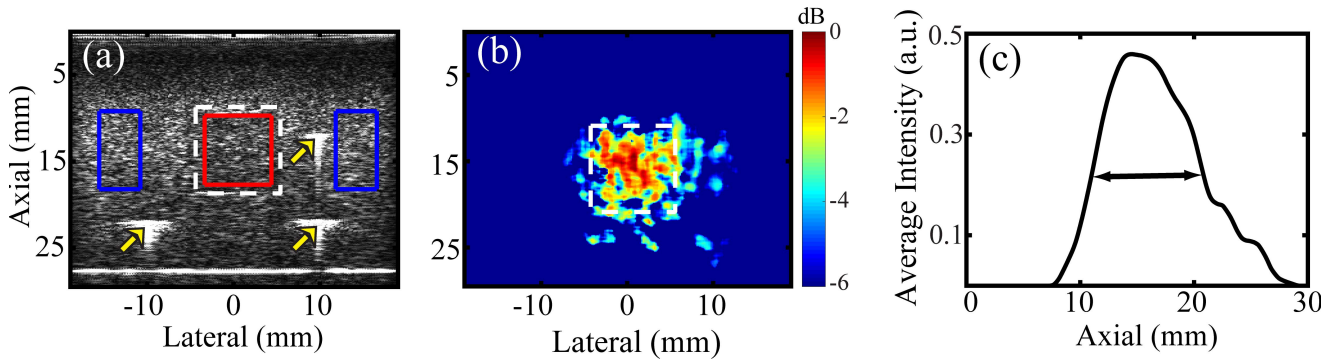 (a)
5
15
25
Axial (mm)
-10 0 10
Lateral (mm)
(b)
5
15
25
-10 0 10
Lateral (mm)
dB
0
-2
-4
-6
(c)
0.5
0.3
0.1
Average Intensity (a.u.)
0 10 20 30
Axial (mm)